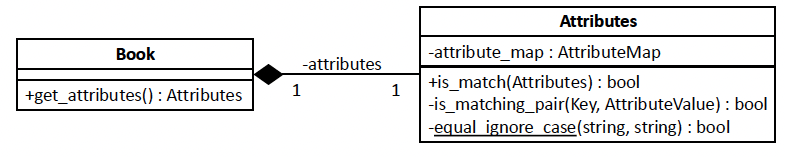 Book
+get_attributes() : Attributes
-attributes
1
1
Attributes
-attribute_map : AttributeMap
+is_match(Attributes) : bool
-is_matching_pair(Key, AttributeValue) : bool
-equal_ignore_case(string, string) : bool